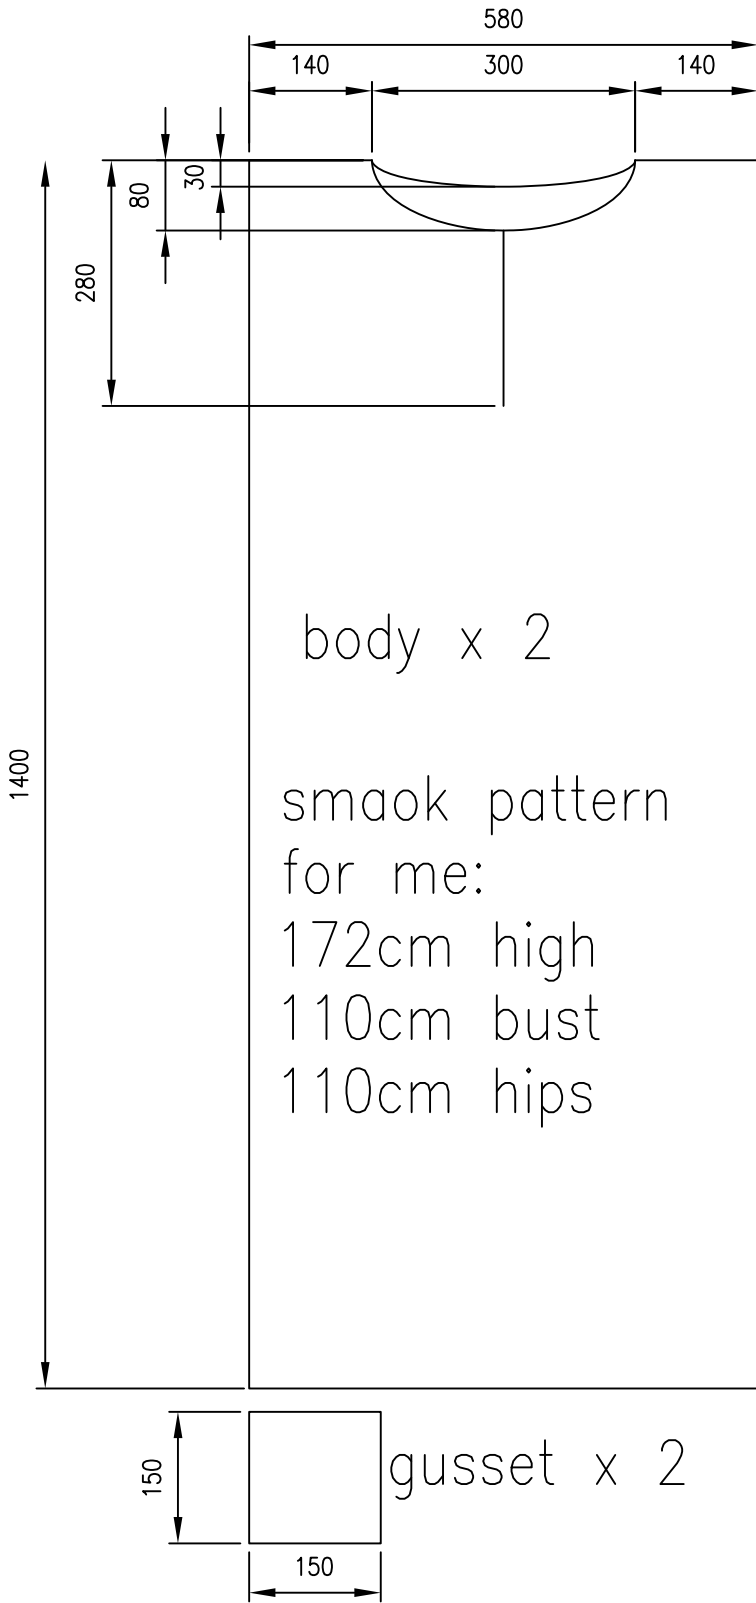 580
140 300 140
30
80
280
body x 2
1400
smaok pattern
for me:
172cm high
110cm bust
110cm hips
150
gusset x 2
150